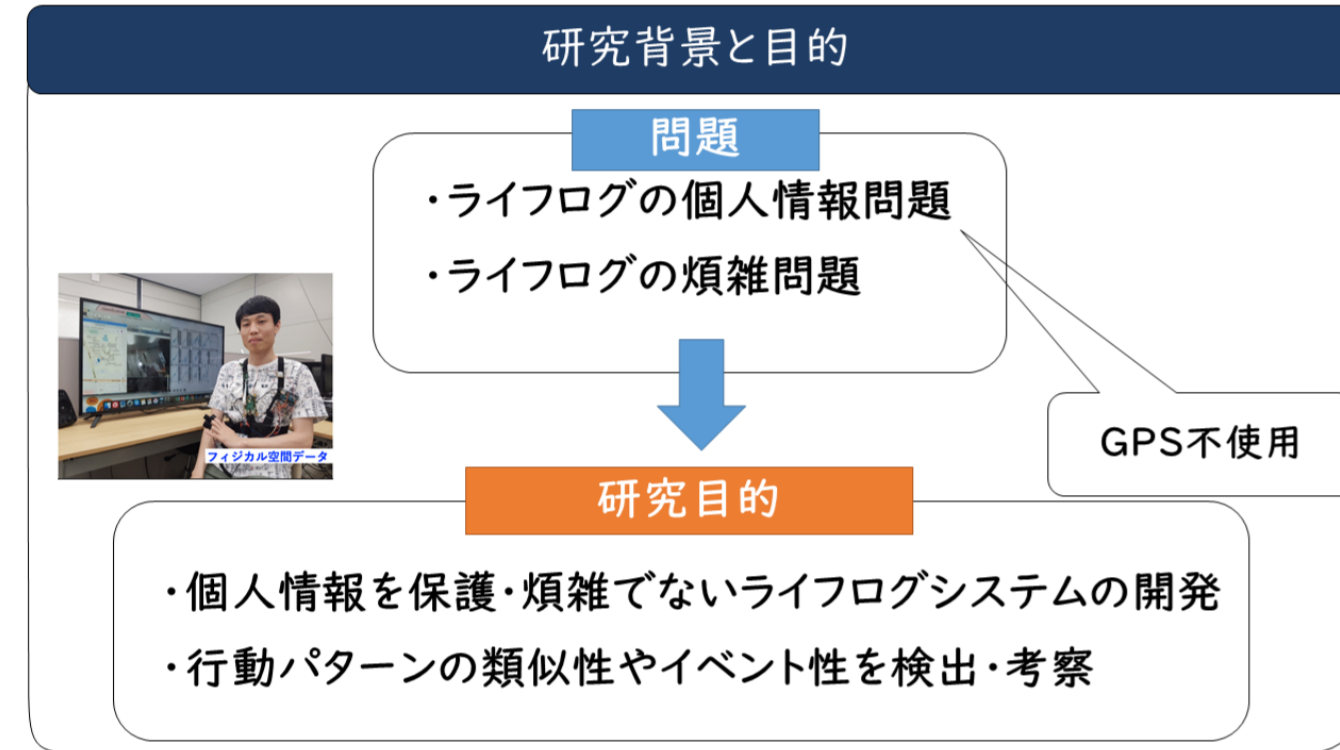 研究背景と目的
問題
・ライフログの個人情報問題
・ライフログの煩雑問題
GPS不使用
フィジカル空間データ
研究目的
・個人情報を保護・煩雑でないライフログシステムの開発
・行動パターンの類似性やイベント性を検出・考察